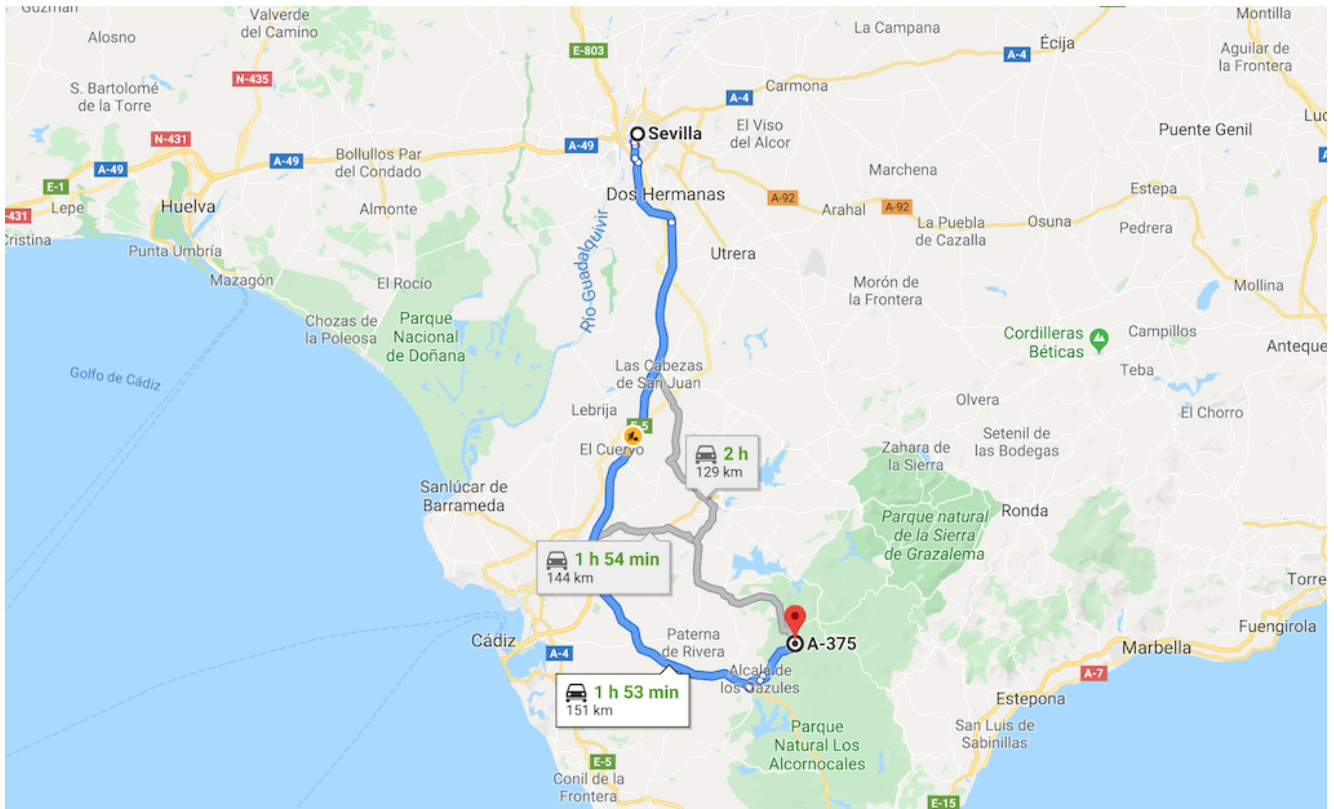 Guzmán
Valverde
del Camino
Alosno
E-803
La Campana
Écija
A-4
Montilla
Aguilar de
la Frontera
N-435
S. Bartolomé
de la Torre
Carmona
A-4
N-431
Sevilla
El Viso
del Alcor
Puente Genil
Luc
A-49
A-49
A-49
Bollullos Par
del Condado
Marchena
A-
E-1
Lepe
Huelva
Dos Hermanas
Estepa
A-92
Arahal
A-92
431
Almonte
La Puebla
de Cazalla
Osuna
Pedrera
Cristina
Punta Umbría
Utrera
Mazagón
El Rocío
Río Guadalquivir
Morón de
la Frontera
Mollina
Chozas de
la Poleosa
Parque
Nacional
de Doñana
Cordilleras
Béticas
Campillos
Anteque
Golfo de Cádiz
Las Cabezas
de San Juan
Teba
Lebrija
Olvera
El Chorro
E-5
El Cuervo
Zahara de
la Sierra
Setenil de
las Bodegas
2 h
129 km
Sanlúcar de
Barrameda
Parque natural
de la Sierra
de Grazalema
Ronda
1 h 54 min
144 km
Torre
Cádiz
Paterna
de Rivera
A-375
Fuengirola
A-4
Marbella
Alcalá de
los Gazules
A-7
1 h 53 min
151 km
Estepona
Parque
Natural Los
Alcornocales
San Luis de
Sabinillas
E-5
Conil de la
Frontera
E-15